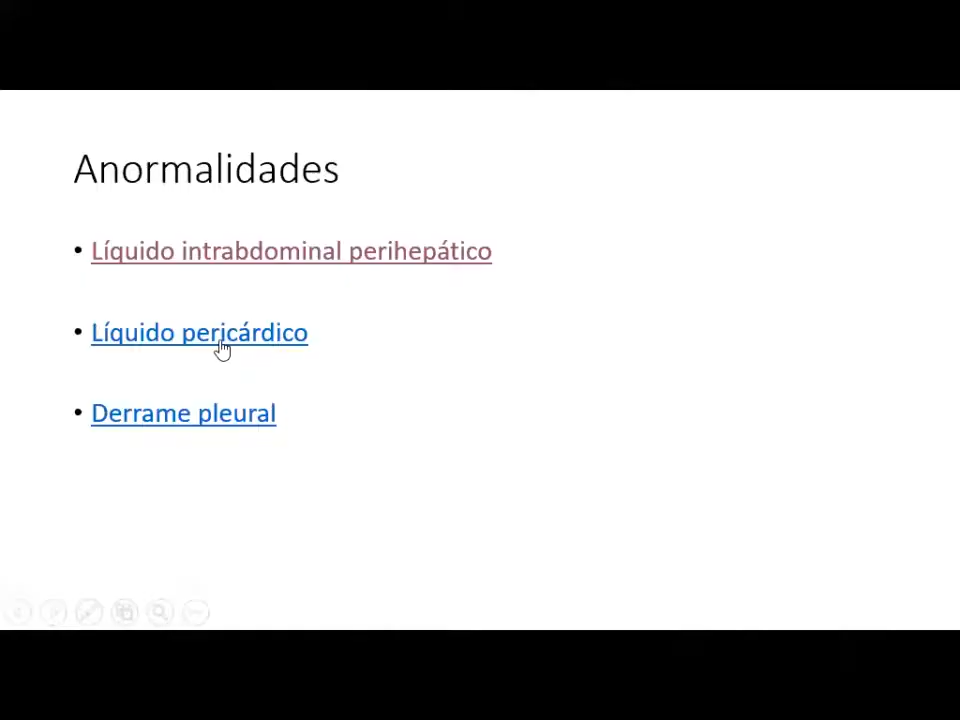 Anormalidades
• Líquido intrabdominal perihepático
• Líquido pericárdico
• Derrame pleural